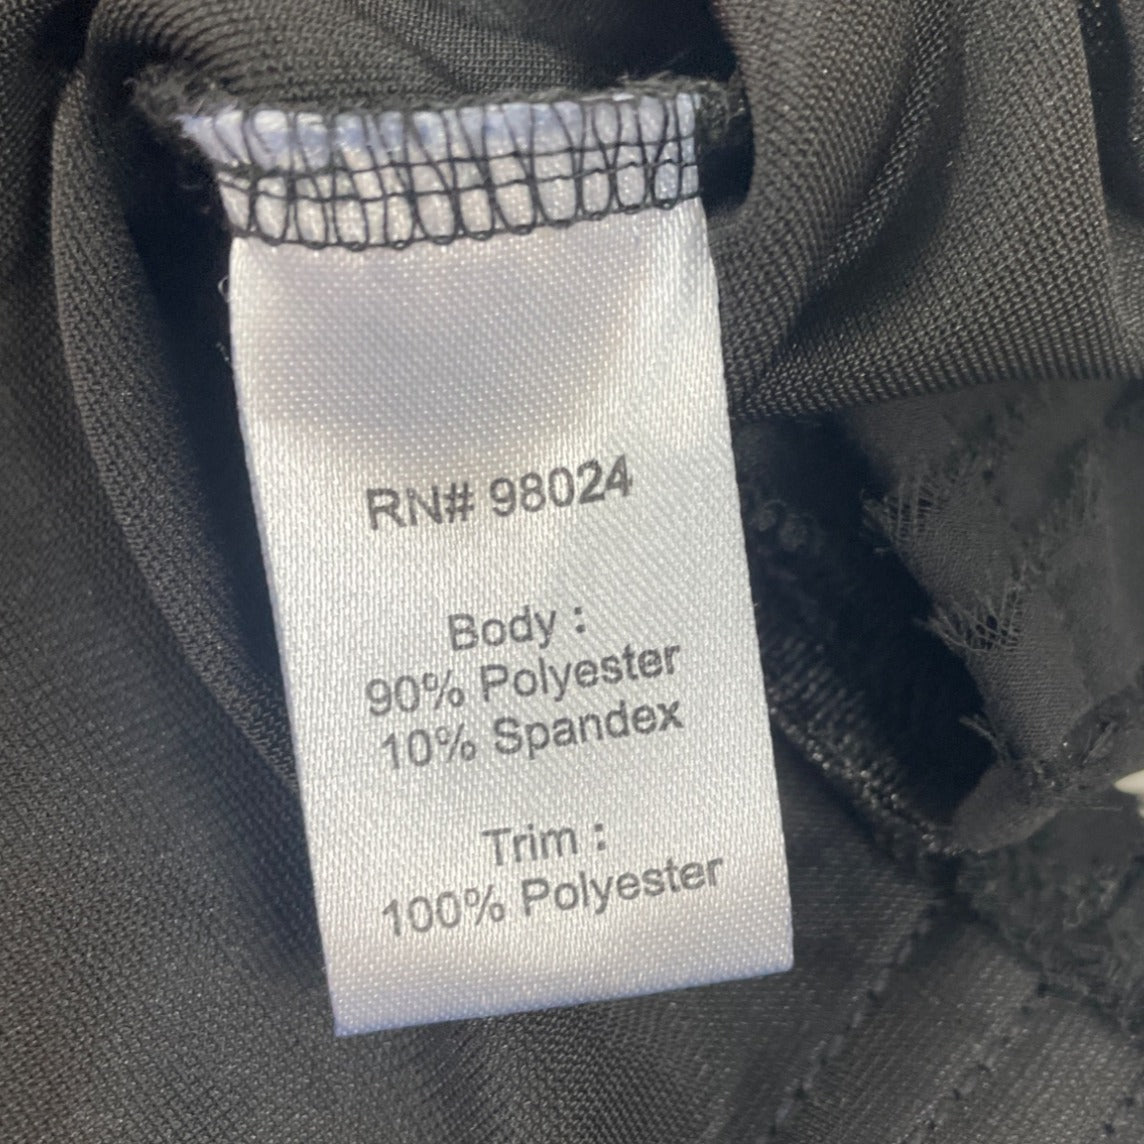 RN# 98024
Body :
90% Polyester
10% Spandex
Trim :
100% Polyester